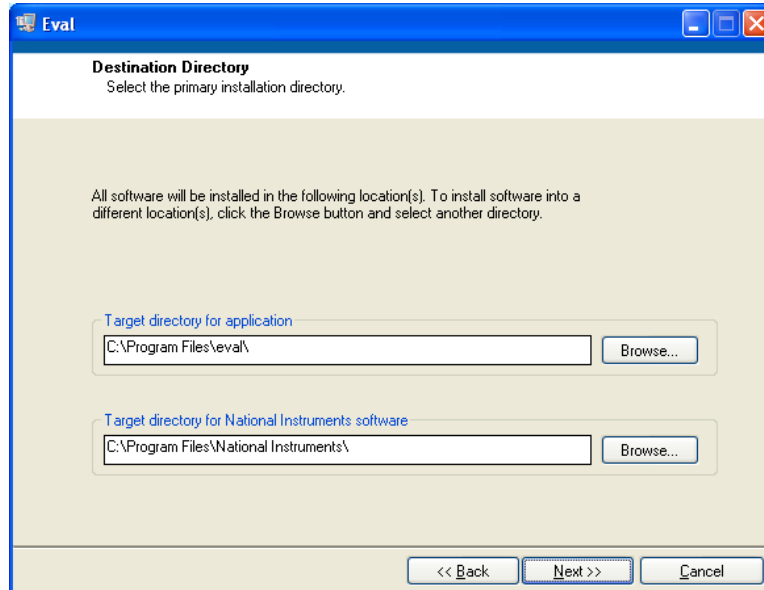 Eval
Destination Directory
Select the primary installation directory.
All software will be installed in the following location(s). To install software into a
different location(s), click the Browse button and select another directory.
Target directory for application
C:\Program Files\eval\
Browse...
Target directory for National Instruments software
C:\Program Files\National Instruments\
Browse...
<< Back
Next >>
Cancel